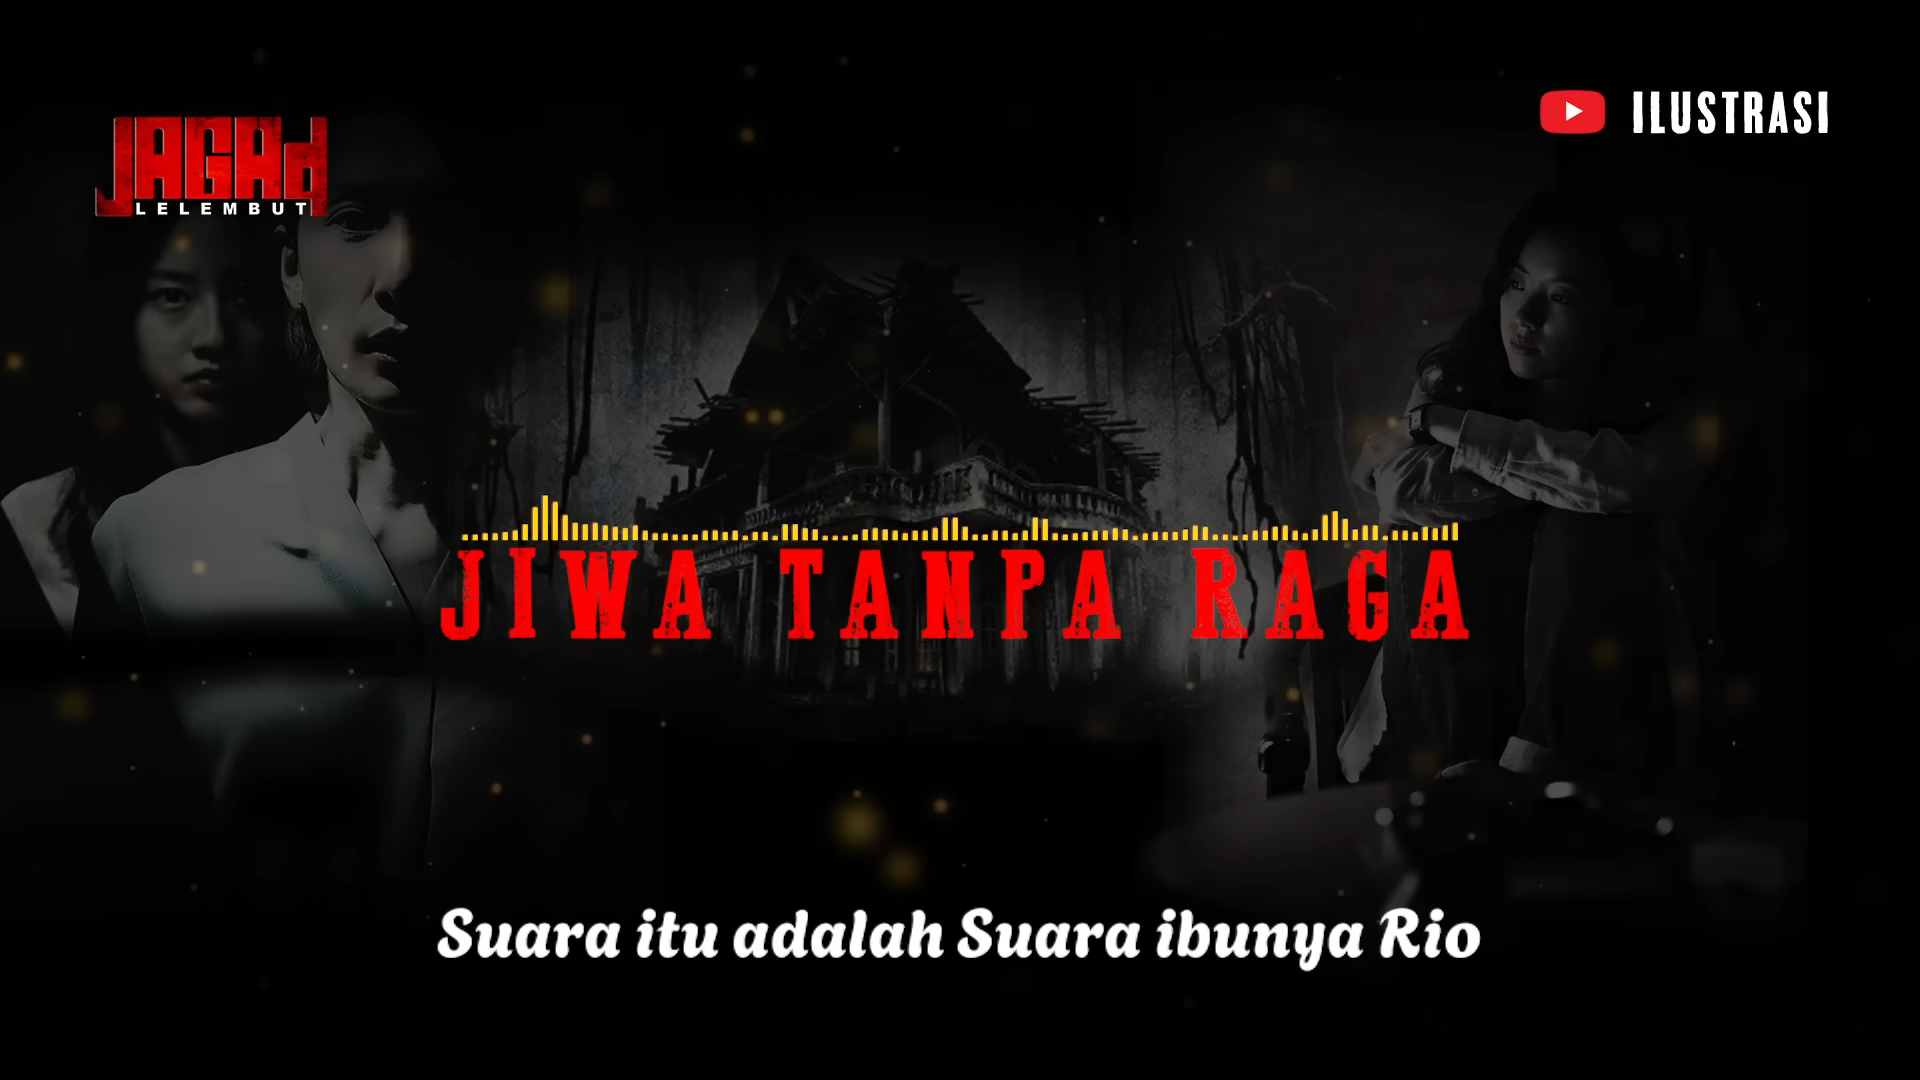 ILUSTRASI
JAGAd
LELEMBUT
JIWA TANPA RAGA
Suara itu adalah Suara ibunya Rio